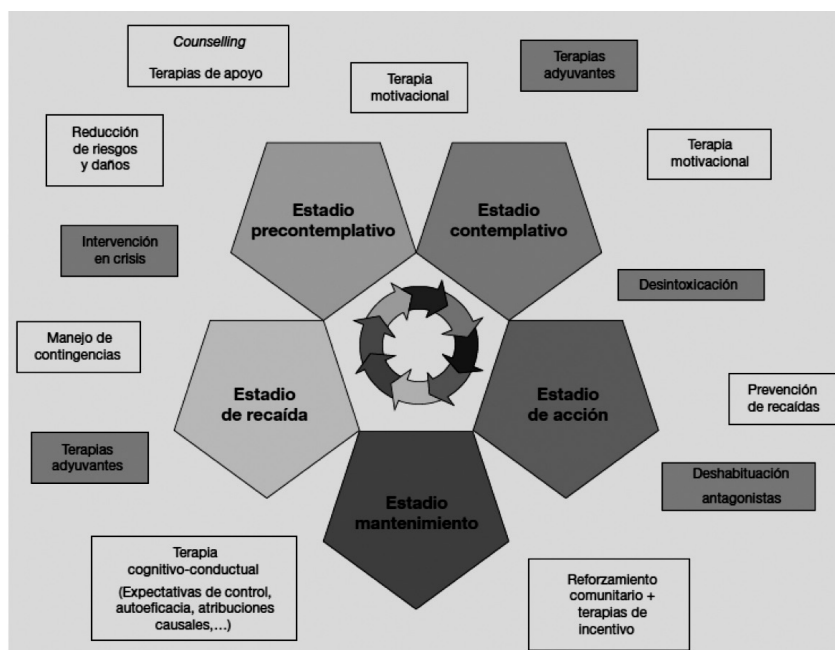 Counselling
Terapias de apoyo
Terapia
motivacional
Terapias
adyuvantes
Reducción
de riesgos
y daños
Terapia
motivacional
Estadio
precontemplativo
Estadio
contemplativo
Intervención
en crisis
Desintoxicación
Manejo de
contingencias
Estadio
de recaída
Estadio
de acción
Prevención
de recaídas
Terapias
adyuvantes
Deshabituación
antagonistas
Estadio
mantenimiento
Terapia
cognitivo-conductual
(Expectativas de control,
autoeficacia, atribuciones
causales,...)
Reforzamiento
comunitario +
terapias de
incentivo